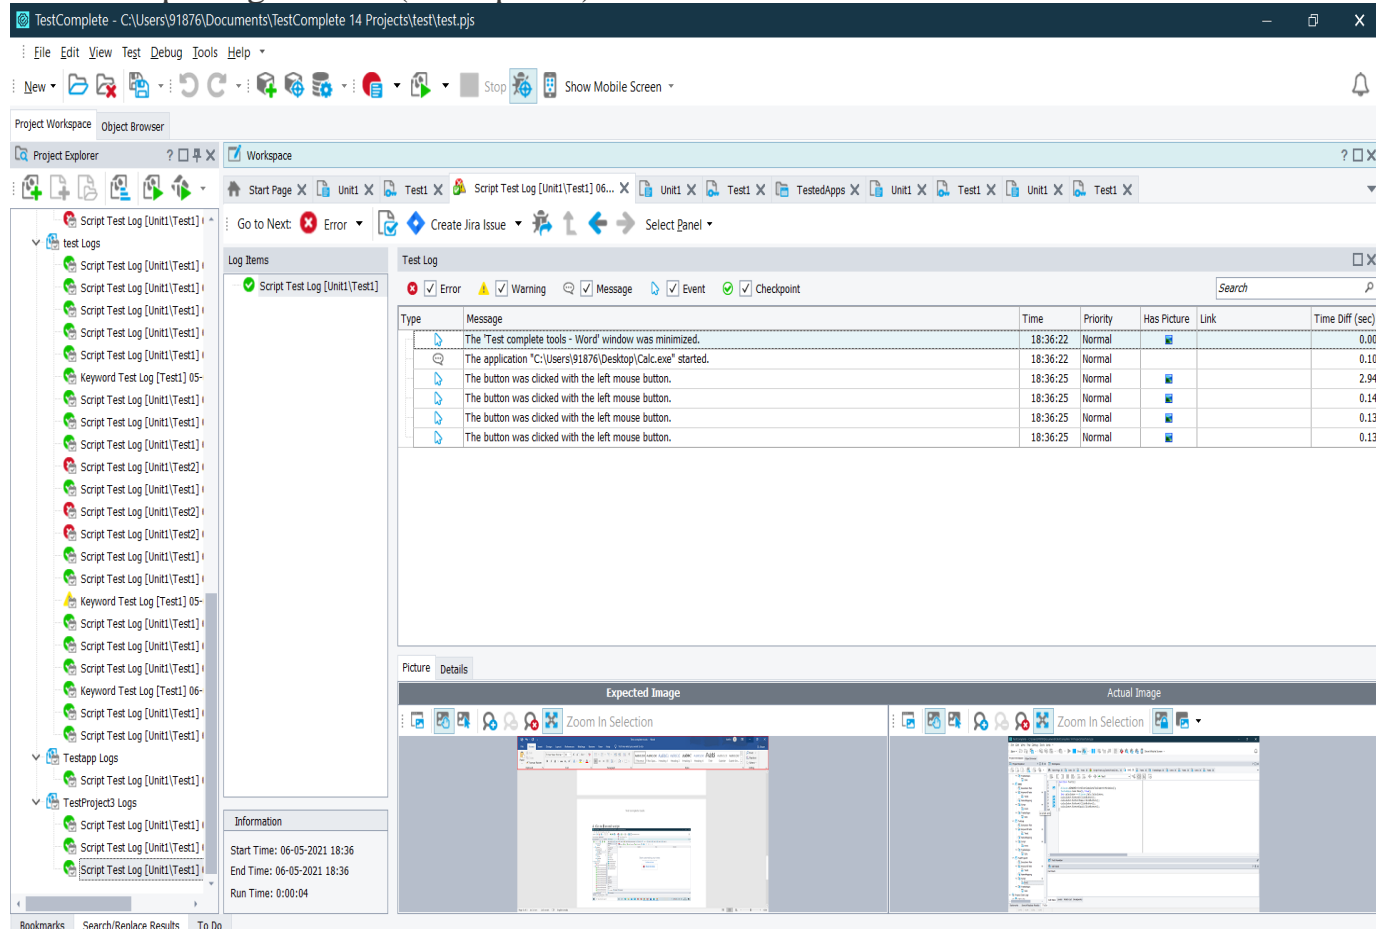 TestComplete - C:\Users\91876\Documents\TestComplete 14 Projects\test\test.pjs
File Edit View Test Debug Tools Help
New Stop Show Mobile Screen
Project Workspace Object Browser
Project Explorer
Workspace
Start Page Unit1 Test1 Script Test Log [Unit1\Test1] 06... Unit1 Test1 TestedApps Unit1 Test1 Unit1 Test1
Go to Next: Error Create Jira Issue Select Panel
Script Test Log [Unit1\Test1]
test Logs
Script Test Log [Unit1\Test1]
Script Test Log [Unit1\Test1]
Script Test Log [Unit1\Test1]
Script Test Log [Unit1\Test1]
Script Test Log [Unit1\Test1]
Keyword Test Log [Test1] 05-
Script Test Log [Unit1\Test1]
Script Test Log [Unit1\Test1]
Script Test Log [Unit1\Test1]
Script Test Log [Unit1\Test2]
Script Test Log [Unit1\Test1]
Script Test Log [Unit1\Test2]
Script Test Log [Unit1\Test2]
Script Test Log [Unit1\Test1]
Script Test Log [Unit1\Test1]
Keyword Test Log [Test1] 05-
Script Test Log [Unit1\Test1]
Script Test Log [Unit1\Test1]
Script Test Log [Unit1\Test1]
Keyword Test Log [Test1] 06-
Script Test Log [Unit1\Test1]
Script Test Log [Unit1\Test1]
Testapp Logs
Script Test Log [Unit1\Test1]
TestProject3 Logs
Script Test Log [Unit1\Test1]
Script Test Log [Unit1\Test1]
Script Test Log [Unit1\Test1]
Log Items
Script Test Log [Unit1\Test1]
Information
Start Time: 06-05-2021 18:36
End Time: 06-05-2021 18:36
Run Time: 0:00:04
Test Log
Error Warning Message Event Checkpoint Search
Type Message Time Priority Has Picture Link Time Diff (sec)
The 'Test complete tools - Word' window was minimized. 18:36:22 Normal 0.00
The application "C:\Users\91876\Desktop\Calc.exe" started. 18:36:22 Normal 0.10
The button was clicked with the left mouse button. 18:36:25 Normal 2.94
The button was clicked with the left mouse button. 18:36:25 Normal 0.14
The button was clicked with the left mouse button. 18:36:25 Normal 0.13
The button was clicked with the left mouse button. 18:36:25 Normal 0.13
Picture Details
Expected Image Actual Image
Zoom In Selection Zoom In Selection
Bookmarks Search/Replace Results To Do